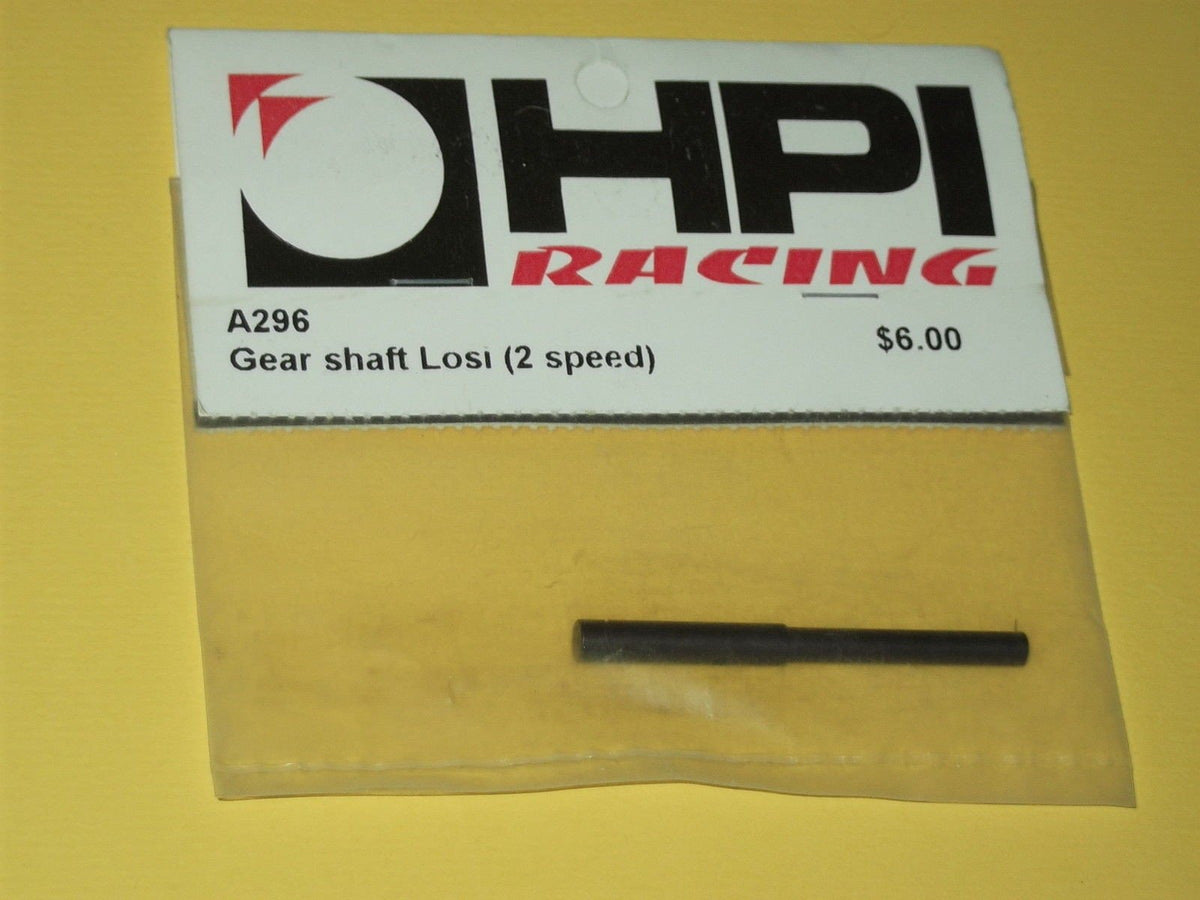 HPI
RACING
A296
$6.00
Gear shaft Losi (2 speed)